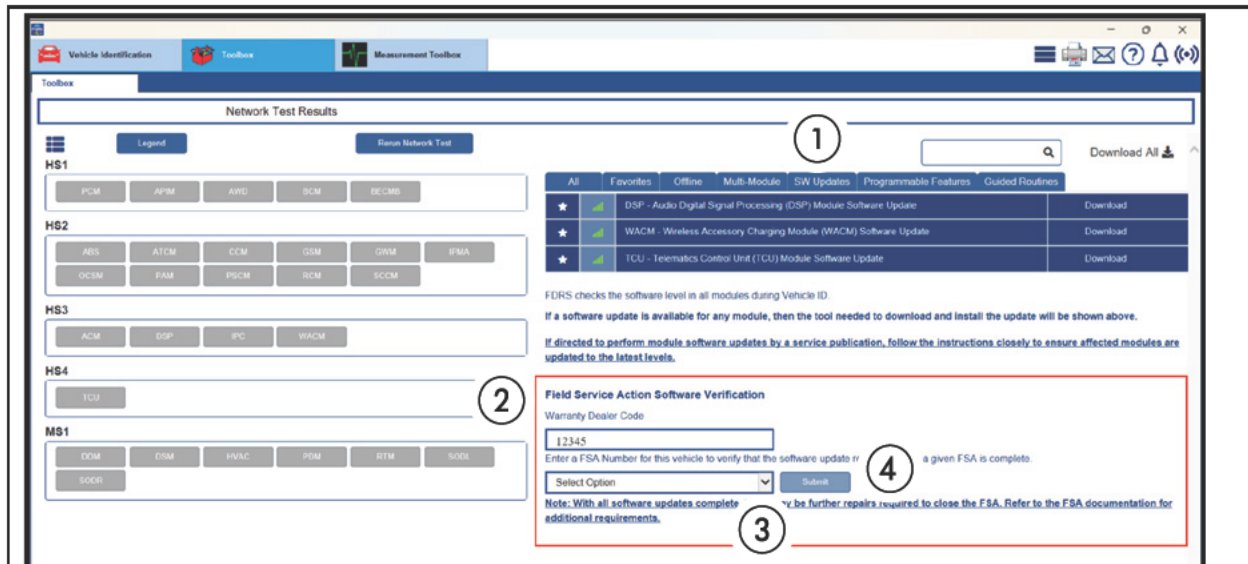 Vehicle Identification
Toolbox
Measurement Toolbox
Toolbox
Network Test Results
1
Legend
Rerun Network Test
Download All
HS1
PCM APIM AWD BCM BECMB
HS2
ABS ATCM CCM GSM GWM IPMA
OCSM PAM PSCM RCM SCCM
HS3
ACM DSP IPC WACM
HS4
TCU
MS1
DDM DSM HVAC PDM RTM SODL
SODR
All Favorites Offline Multi-Module SW Updates Programmable Features Guided Routines
DSP - Audio Digital Signal Processing (DSP) Module Software Update Download
WACM - Wireless Accessory Charging Module (WACM) Software Update Download
TCU - Telematics Control Unit (TCU) Module Software Update Download
FDRS checks the software level in all modules during Vehicle ID.
If a software update is available for any module, then the tool needed to download and install the update will be shown above.
If directed to perform module software updates by a service publication, follow the instructions closely to ensure affected modules are
updated to the latest levels.
2
Field Service Action Software Verification
Warranty Dealer Code
12345
Enter a FSA Number for this vehicle to verify that the software update a given FSA is complete.
4
Select Option
Submit
Note: With all software updates complete be further repairs required to close the FSA. Refer to the FSA documentation for
additional requirements.
3